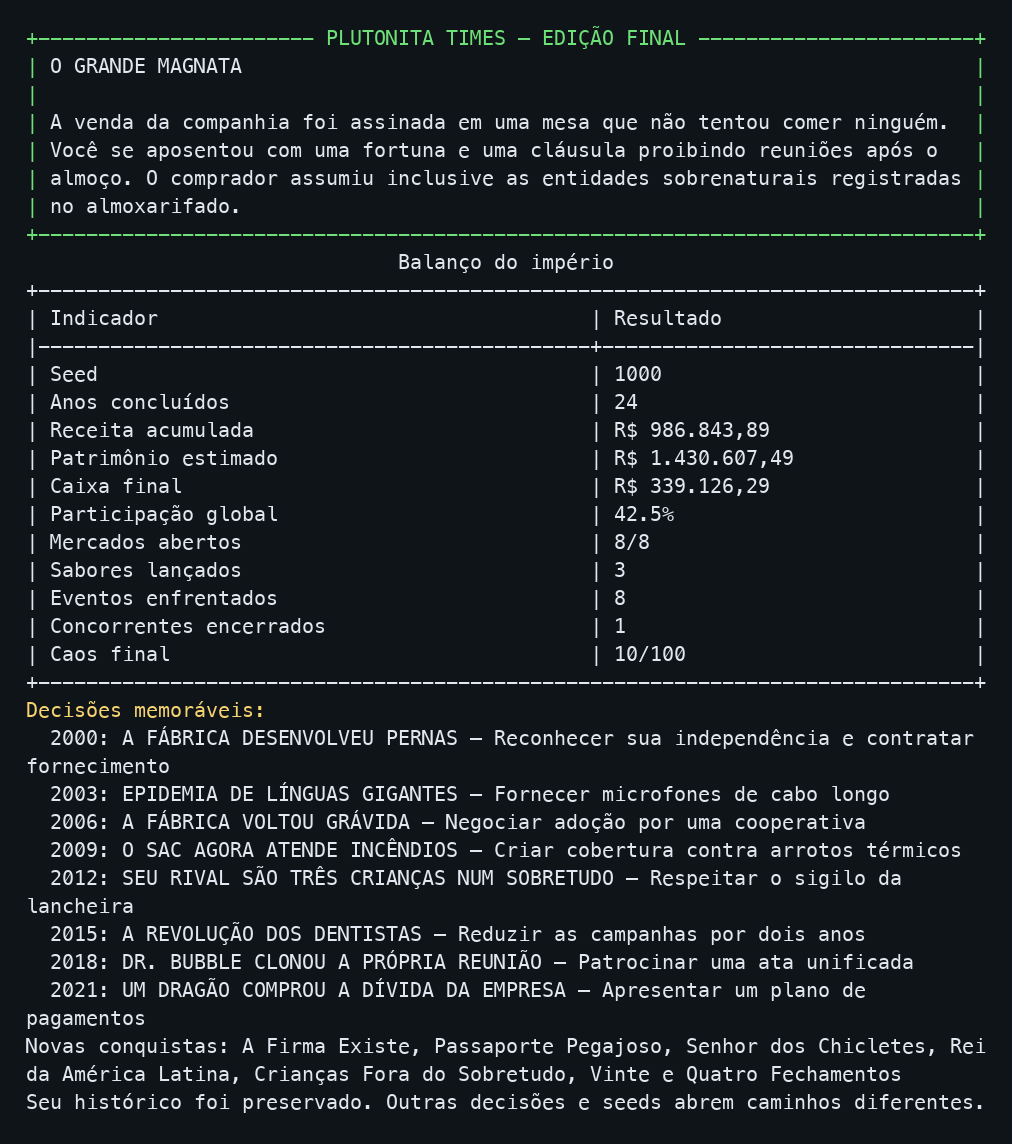 PLUTONITA TIMES — EDIÇÃO FINAL
O GRANDE MAGNATA
A venda da companhia foi assinada em uma mesa que não tentou comer ninguém.
Você se aposentou com uma fortuna e uma cláusula proibindo reuniões após o
almoço. O comprador assumiu inclusive as entidades sobrenaturais registradas
no almoxarifado.
Balanço do império
Indicador | Resultado
Seed | 1000
Anos concluídos | 24
Receita acumulada | R$ 986.843,89
Patrimônio estimado | R$ 1.430.607,49
Caixa final | R$ 339.126,29
Participação global | 42.5%
Mercados abertos | 8/8
Sabores lançados | 3
Eventos enfrentados | 8
Concorrentes encerrados | 1
Caos final | 10/100
Decisões memoráveis:
2000: A FÁBRICA DESENVOLVEU PERNAS — Reconhecer sua independência e contratar
fornecimento
2003: EPIDEMIA DE LÍNGUAS GIGANTES — Fornecer microfones de cabo longo
2006: A FÁBRICA VOLTOU GRÁVIDA — Negociar adoção por uma cooperativa
2009: O SAC AGORA ATENDE INCÊNDIOS — Criar cobertura contra arrotos térmicos
2012: SEU RIVAL SÃO TRÊS CRIANÇAS NUM SOBRETUDO — Respeitar o sigilo da
lancheira
2015: A REVOLUÇÃO DOS DENTISTAS — Reduzir as campanhas por dois anos
2018: DR. BUBBLE CLONOU A PRÓPRIA REUNIÃO — Patrocinar uma ata unificada
2021: UM DRAGÃO COMPROU A DÍVIDA DA EMPRESA — Apresentar um plano de
pagamentos
Novas conquistas: A Firma Existe, Passaporte Pegajoso, Senhor dos Chicletes, Rei
da América Latina, Crianças Fora do Sobretudo, Vinte e Quatro Fechamentos
Seu histórico foi preservado. Outras decisões e seeds abrem caminhos diferentes.